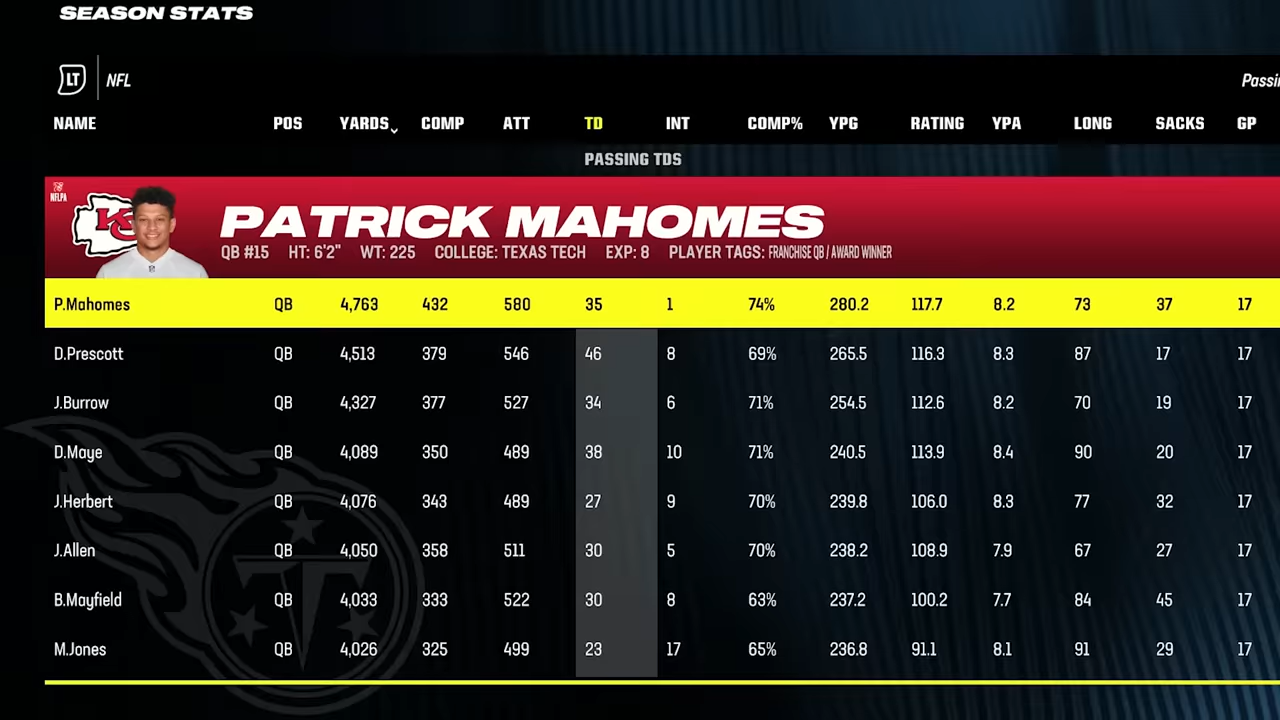 SEASON STATS
LT NFL Passi
NAME POS YARDS COMP ATT TD INT COMP% YPG RATING YPA LONG SACKS GP
PASSING TDS
NFLPA
KC PATRICK MAHOMES
QB #15 HT: 6'2" WT: 225 COLLEGE: TEXAS TECH EXP: 8 PLAYER TAGS: FRANCHISE QB / AWARD WINNER
P.Mahomes QB 4,763 432 580 35 1 74% 280.2 117.7 8.2 73 37 17
D.Prescott QB 4,513 379 546 46 8 69% 265.5 116.3 8.3 87 17 17
J.Burrow QB 4,327 377 527 34 6 71% 254.5 112.6 8.2 70 19 17
D.Maye QB 4,089 350 489 38 10 71% 240.5 113.9 8.4 90 20 17
J.Herbert QB 4,076 343 489 27 9 70% 239.8 106.0 8.3 77 32 17
J.Allen QB 4,050 358 511 30 5 70% 238.2 108.9 7.9 67 27 17
B.Mayfield QB 4,033 333 522 30 8 63% 237.2 100.2 7.7 84 45 17
M.Jones QB 4,026 325 499 23 17 65% 236.8 91.1 8.1 91 29 17